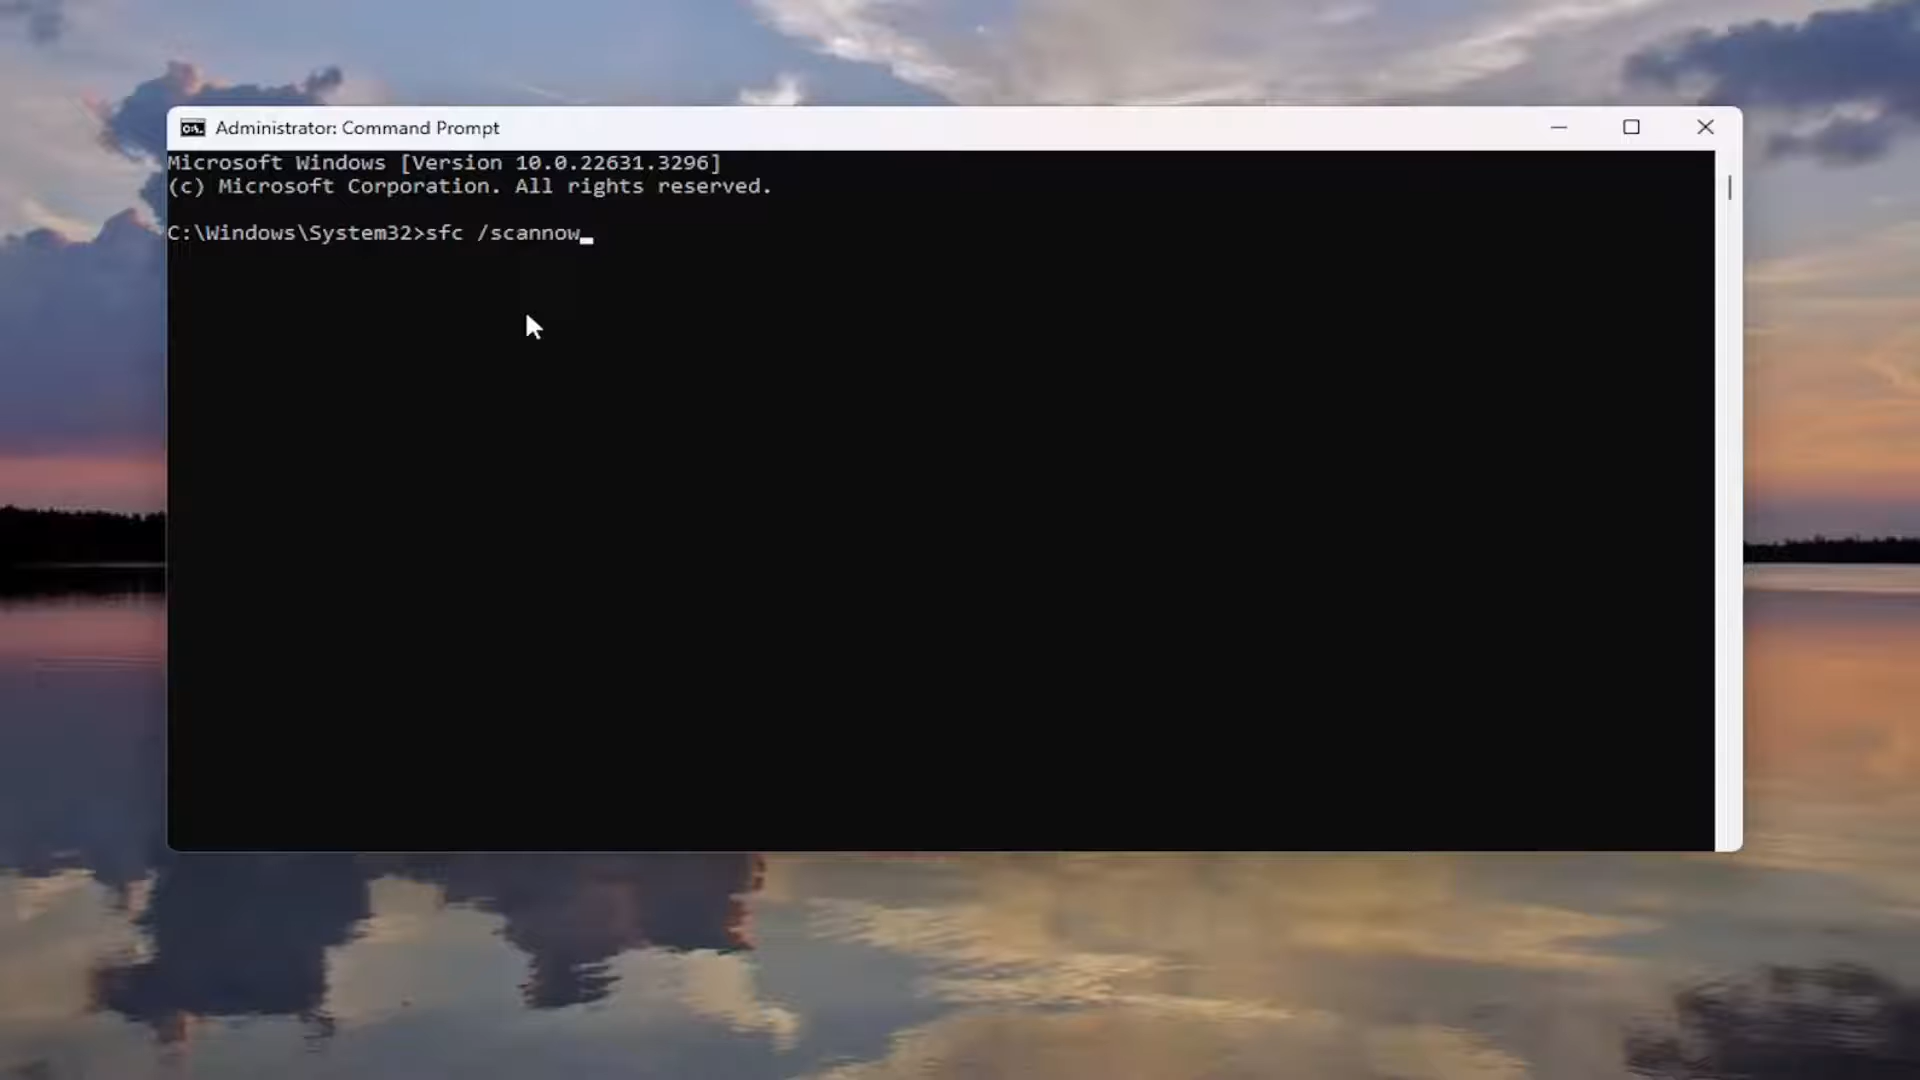 Administrator: Command Prompt
Microsoft Windows [Version 10.0.22631.3296]
(c) Microsoft Corporation. All rights reserved.
C:\Windows\System32>sfc /scannow